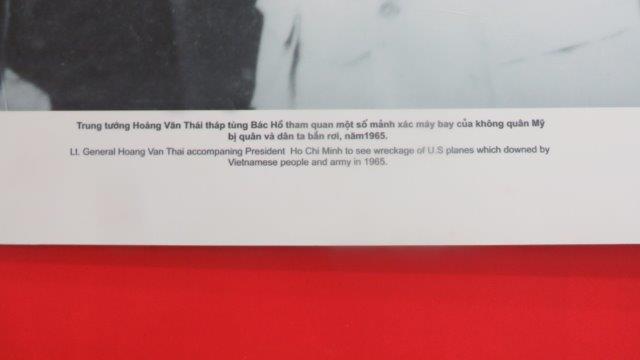 Trung tướng Hoàng Văn Thái tháp tùng Bác Hồ tham quan một số mảnh xác máy bay của không quân Mỹ
bị quân và dân ta bắn rơi, năm1965.
Lt. General Hoang Van Thai accompaning President Ho Chi Minh to see wreckage of U.S planes which downed by
Vietnamese people and army in 1965.